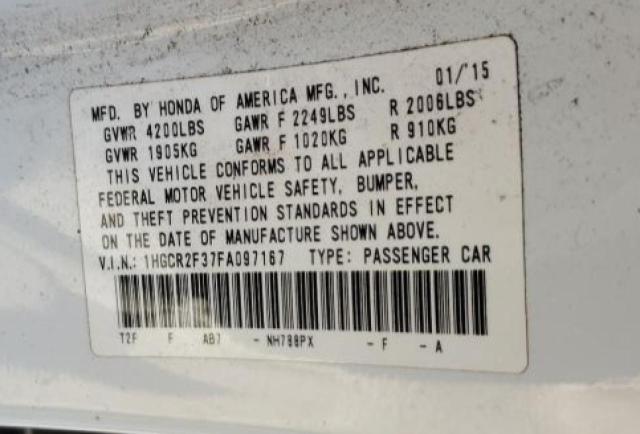 MFD. BY HONDA OF AMERICA MFG., INC. 01/'15
GVWR 4200LBS GAWR F 2249LBS R 2006LBS
GVWR 1905KG GAWR F 1020KG R 910KG
THIS VEHICLE CONFORMS TO ALL APPLICABLE
FEDERAL MOTOR VEHICLE SAFETY, BUMPER,
AND THEFT PREVENTION STANDARDS IN EFFECT
ON THE DATE OF MANUFACTURE SHOWN ABOVE.
V.I.N.: 1HGCR2F37FA097167 TYPE: PASSENGER CAR
T2F F AB7 - NH788PX - F - A